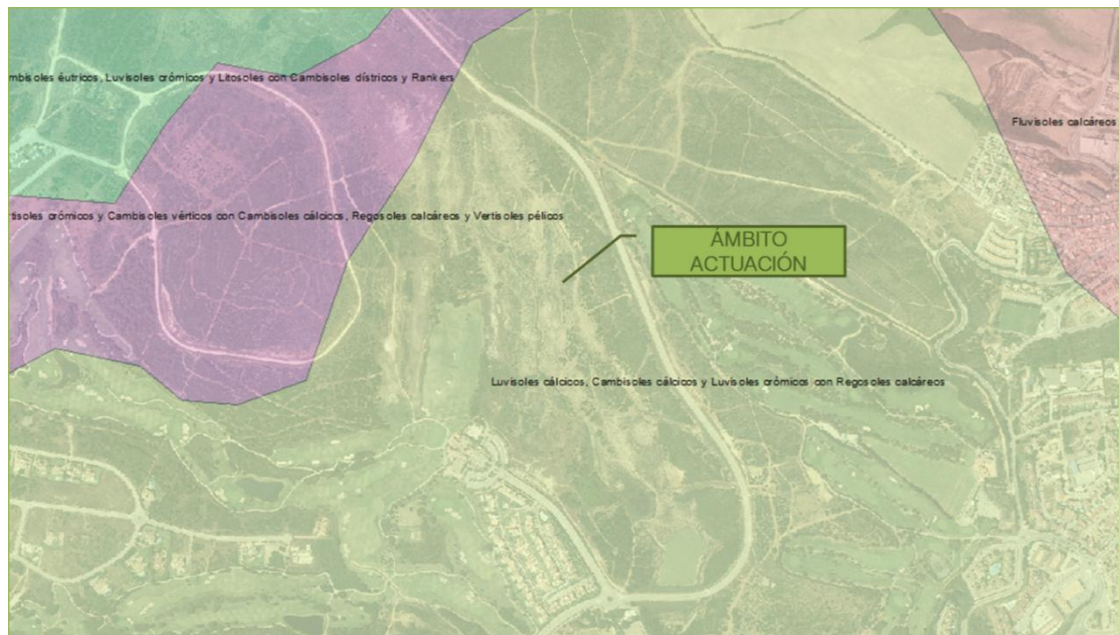 mbisoles éutricos, Luvisoles crómicos y Litosoles con Cambisoles dístricos y Rankers
Fluvisoles calcáreos
tisoles crómicos y Cambisoles vérticos con Cambisoles cálcicos, Regosoles calcáreos y Vertisoles pélicos
ÁMBITO
ACTUACIÓN
Luvisoles cálcicos, Cambisoles cálcicos y Luvisoles crómicos con Regosoles calcáreos